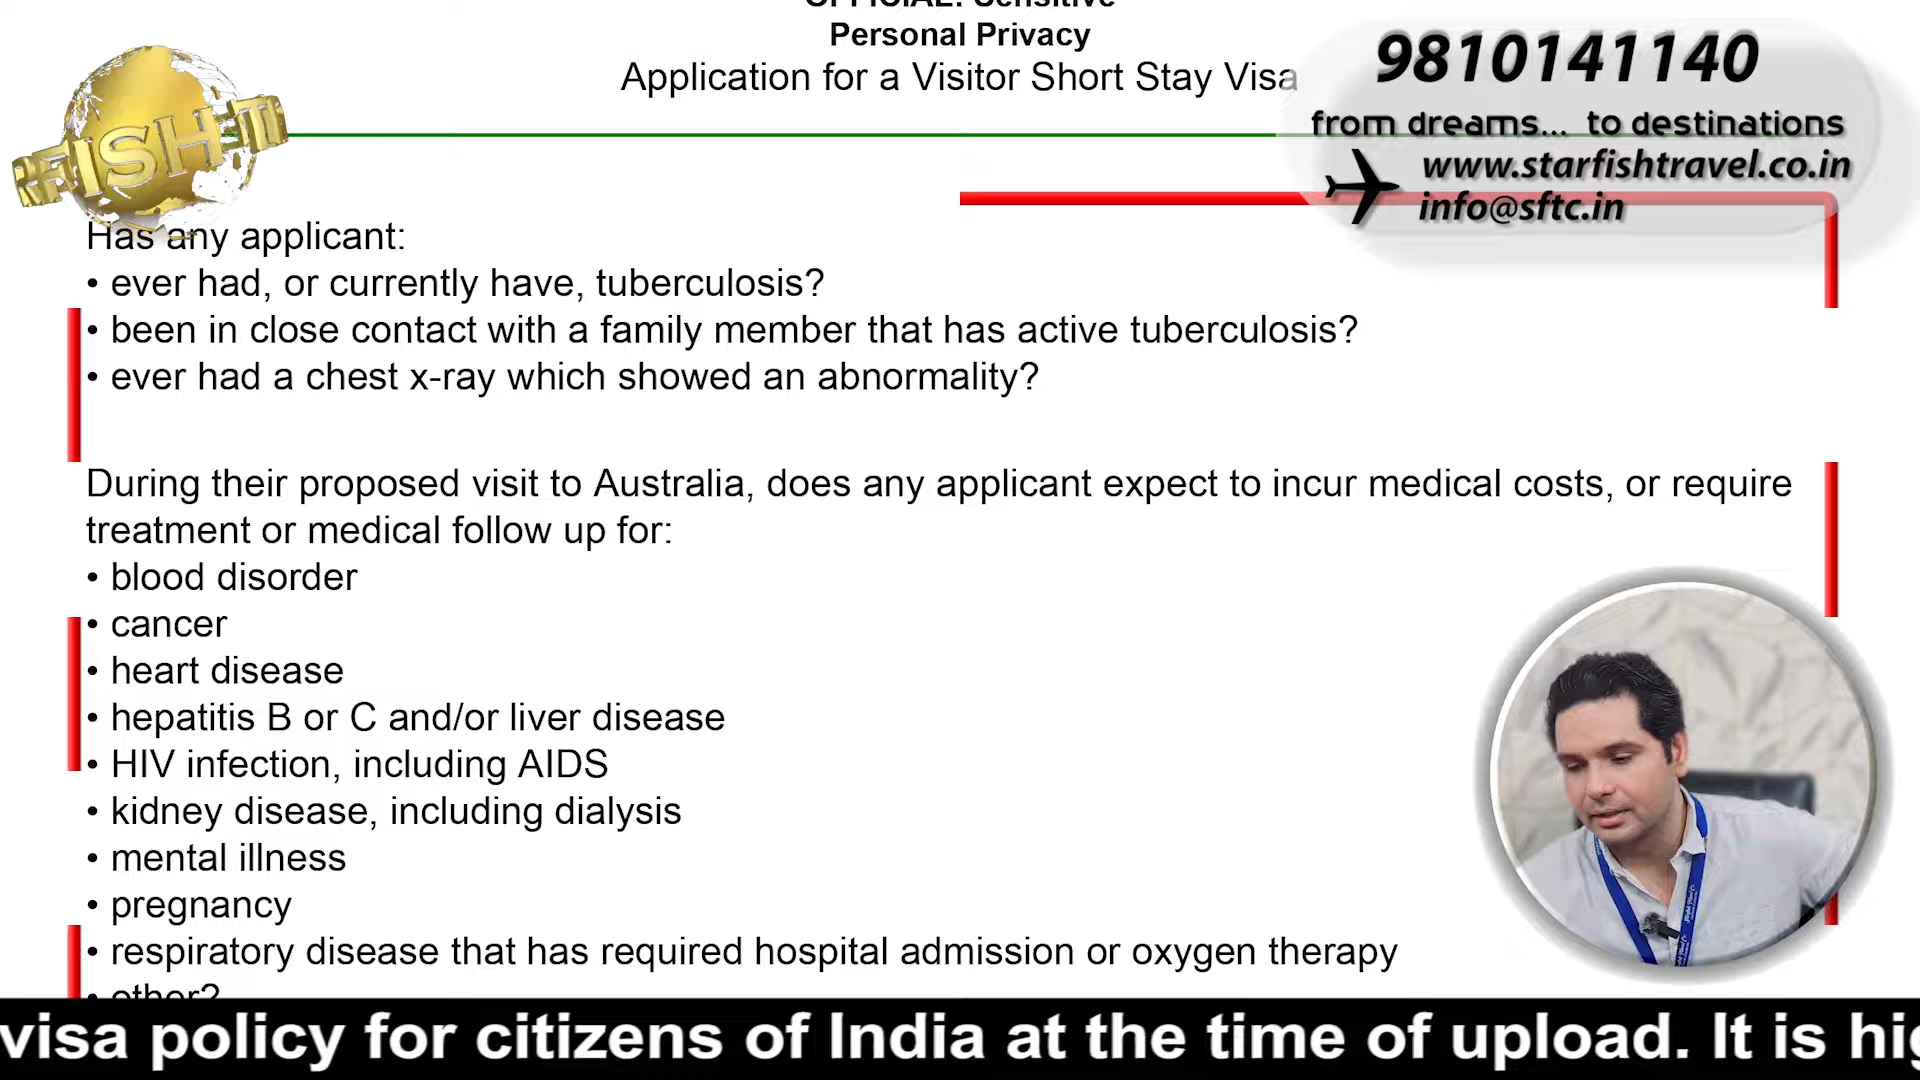 OFFICIAL: Sensitive
Personal Privacy
Application for a Visitor Short Stay Visa
9810141140
from dreams... to destinations
www.starfishtravel.co.in
info@sftc.in
RFISH
Has any applicant:
• ever had, or currently have, tuberculosis?
• been in close contact with a family member that has active tuberculosis?
• ever had a chest x-ray which showed an abnormality?
During their proposed visit to Australia, does any applicant expect to incur medical costs, or require
treatment or medical follow up for:
• blood disorder
• cancer
• heart disease
• hepatitis B or C and/or liver disease
• HIV infection, including AIDS
• kidney disease, including dialysis
• mental illness
• pregnancy
• respiratory disease that has required hospital admission or oxygen therapy
• other?
visa policy for citizens of India at the time of upload. It is hig